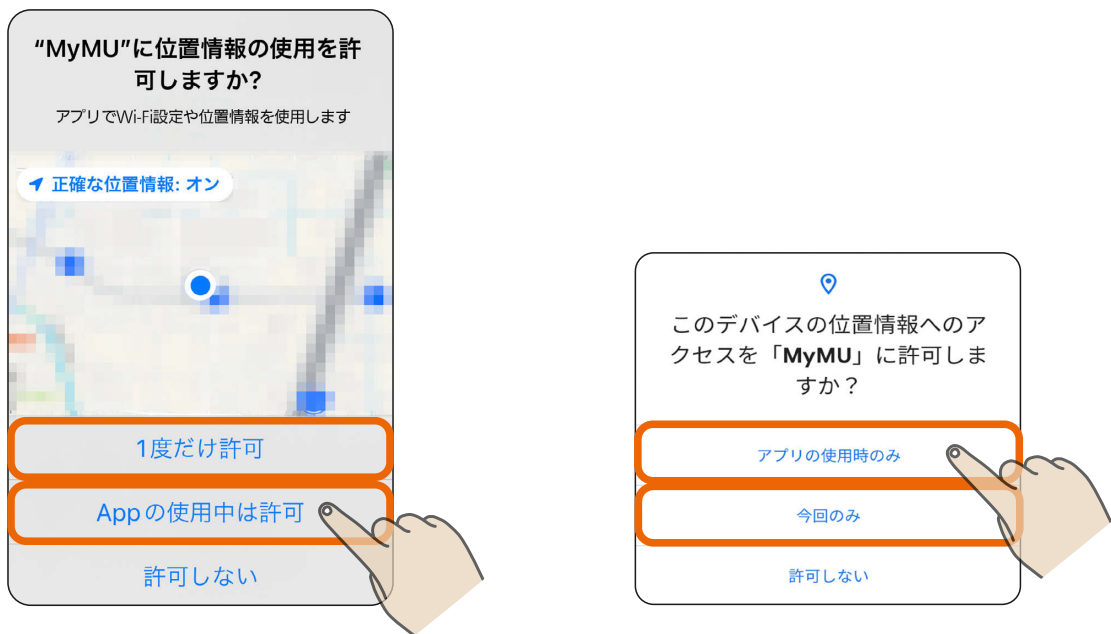 “MyMU”に位置情報の使用を許
可しますか?
アプリでWi-Fi設定や位置情報を使用します
正確な位置情報: オン
1度だけ許可
Appの使用中は許可
許可しない
このデバイスの位置情報へのア
クセスを「MyMU」に許可しま
すか？
アプリの使用時のみ
今回のみ
許可しない